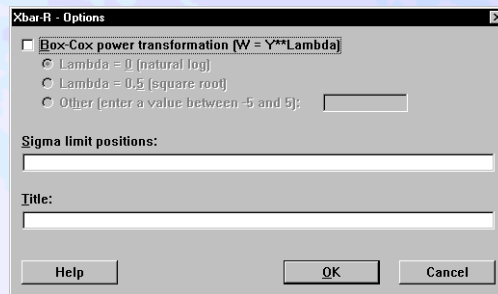 Xbar-R - Options
Box-Cox power transformation (W = Y**Lambda)
Lambda = 0 (natural log)
Lambda = 0.5 (square root)
Other (enter a value between -5 and 5):
Sigma limit positions:
Title:
Help OK Cancel